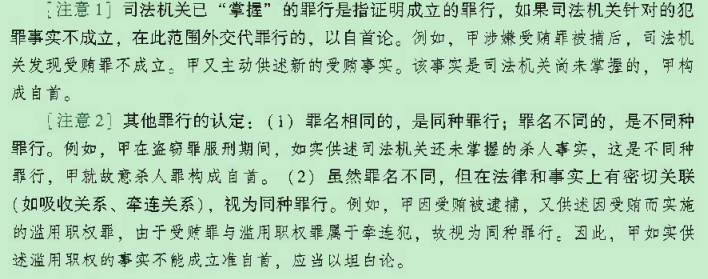 ［注意1］司法机关已“掌握”的罪行是指证明成立的罪行，如果司法机关针对的犯
罪事实不成立，在此范围外交代罪行的，以自首论。例如，甲涉嫌受贿罪被捕后，司法机
关发现受贿罪不成立。甲又主动供述新的受贿事实。该事实是司法机关尚未掌握的，甲构
成自首。
［注意2］其他罪行的认定：（1）罪名相同的，是同种罪行；罪名不同的，是不同种
罪行。例如，甲在盗窃罪服刑期间，如实供述司法机关还未掌握的杀人事实，这是不同种
罪行，甲就故意杀人罪构成自首。（2）虽然罪名不同，但在法律和事实上有密切关联
（如吸收关系、牵连关系），视为同种罪行。例如，甲因受贿被逮捕，又供述因受贿而实施
的滥用职权罪，由于受贿罪与滥用职权罪属于牵连犯，故视为同种罪行。因此，甲如实供
述滥用职权的事实不能成立准自首，应当以坦白论。